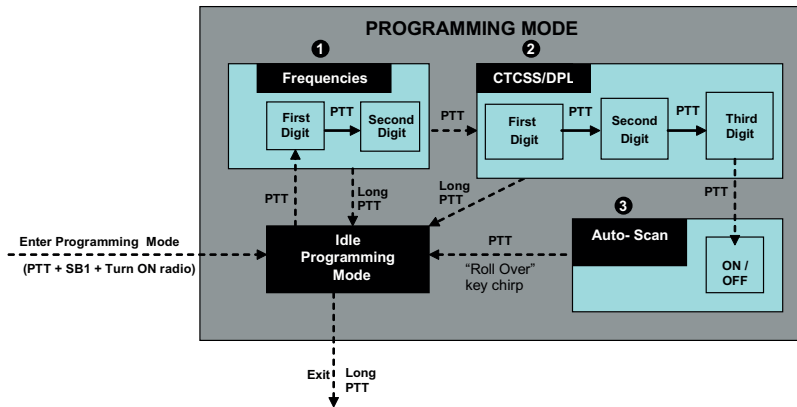 PROGRAMMING MODE
1
Frequencies
First
Digit
PTT
Second
Digit
PTT
2
CTCSS/DPL
First
Digit
PTT
Second
Digit
PTT
Third
Digit
PTT
PTT
Long
PTT
Long
PTT
3
Auto- Scan
ON /
OFF
Enter Programming Mode
(PTT + SB1 + Turn ON radio)
Idle
Programming
Mode
PTT
“Roll Over”
key chirp
Exit
Long
PTT